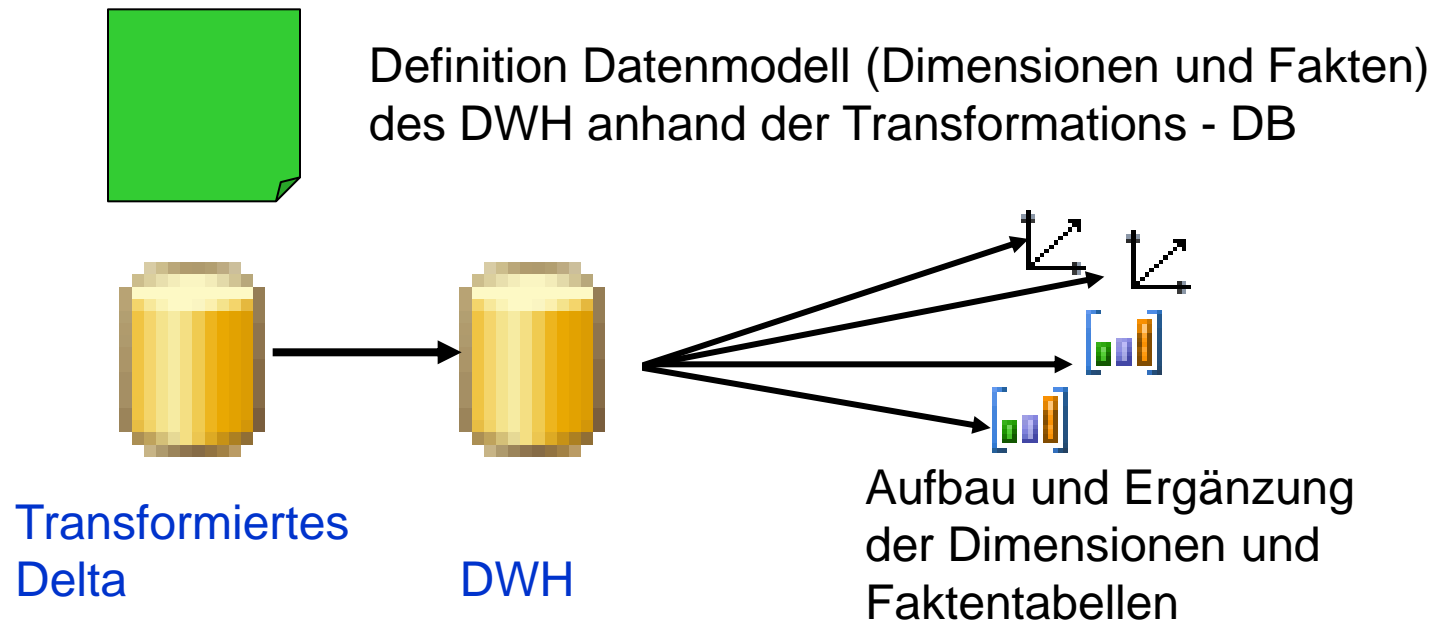 Definition Datenmodell (Dimensionen und Fakten)
des DWH anhand der Transformations - DB
Transformiertes
Delta
DWH
Aufbau und Ergänzung
der Dimensionen und
Faktentabellen